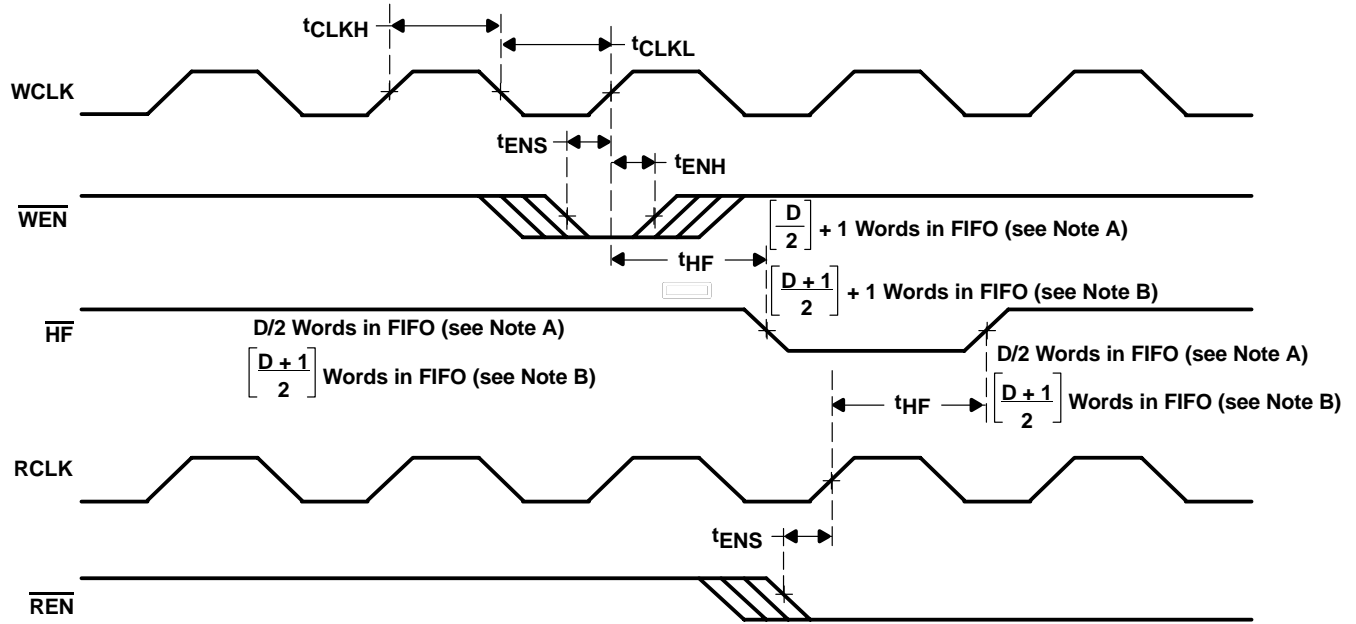 tCLKH
tCLKL
WCLK
tENS
tENH
WEN
[D/2] + 1 Words in FIFO (see Note A)
tHF
[D + 1/2] + 1 Words in FIFO (see Note B)
HF
D/2 Words in FIFO (see Note A)
[D + 1/2] Words in FIFO (see Note B)
D/2 Words in FIFO (see Note A)
tHF
[D + 1/2] Words in FIFO (see Note B)
RCLK
tENS
REN